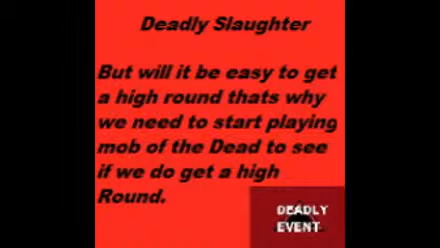 Deadly Slaughter
But will it be easy to get
a high round thats why
we need to start playing
mob of the Dead to see
if we do get a high
Round.
DEADLY
EVENT